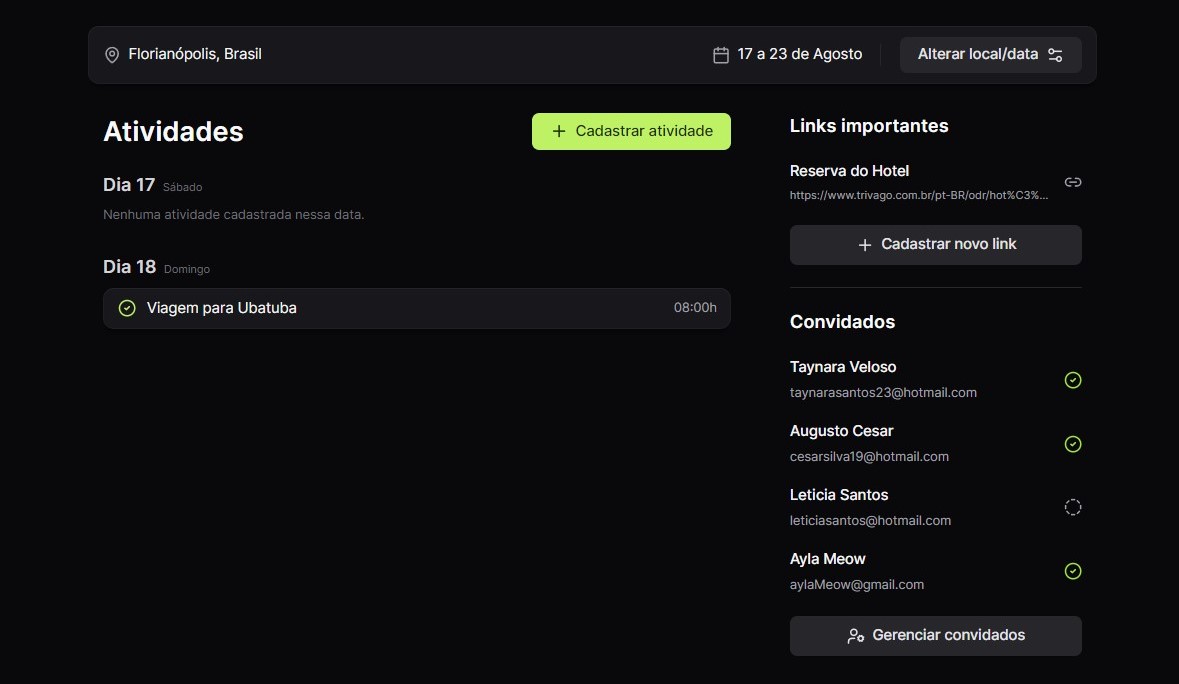 Florianópolis, Brasil
17 a 23 de Agosto
Alterar local/data
Atividades
Cadastrar atividade
Dia 17 Sábado
Nenhuma atividade cadastrada nessa data.
Dia 18 Domingo
Viagem para Ubatuba 08:00h
Links importantes
Reserva do Hotel
https://www.trivago.com.br/pt-BR/odr/hot%C3%...
Cadastrar novo link
Convidados
Taynara Veloso
taynarasantos23@hotmail.com
Augusto Cesar
cesarsilva19@hotmail.com
Leticia Santos
leticiasantos@hotmail.com
Ayla Meow
aylaMeow@gmail.com
Gerenciar convidados